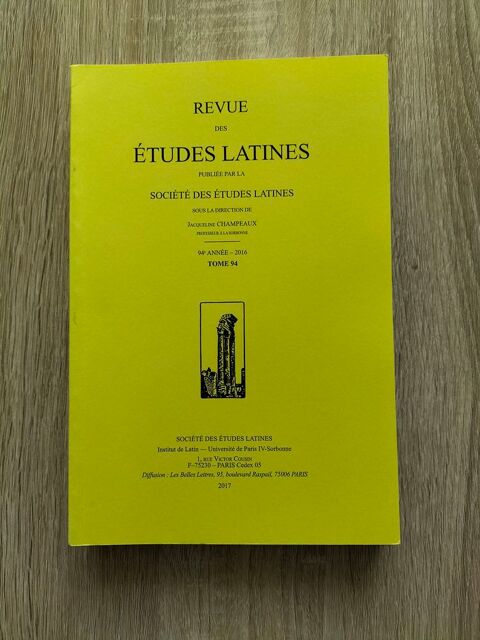 REVUE
DES
ÉTUDES LATINES
PUBLIÉE PAR LA
SOCIÉTÉ DES ÉTUDES LATINES
SOUS LA DIRECTION DE
JACQUELINE CHAMPEAUX
PROFESSEUR À LA SORBONNE
94e ANNÉE – 2016
TOME 94
SOCIÉTÉ DES ÉTUDES LATINES
Institut de Latin — Université de Paris IV-Sorbonne
1, RUE VICTOR COUSIN
F–75230 – PARIS Cedex 05
Diffusion : Les Belles Lettres, 95, boulevard Raspail, 75006 PARIS
2017